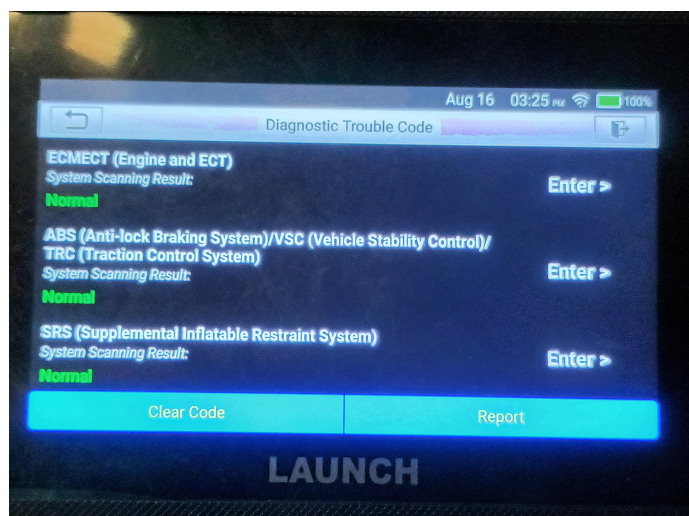 Aug 16 03:25 PM 100%
Diagnostic Trouble Code
ECMECT (Engine and ECT)
System Scanning Result:
Normal
Enter >
ABS (Anti-lock Braking System)/VSC (Vehicle Stability Control)/
TRC (Traction Control System)
System Scanning Result:
Normal
Enter >
SRS (Supplemental Inflatable Restraint System)
System Scanning Result:
Normal
Enter >
Clear Code
Report
LAUNCH